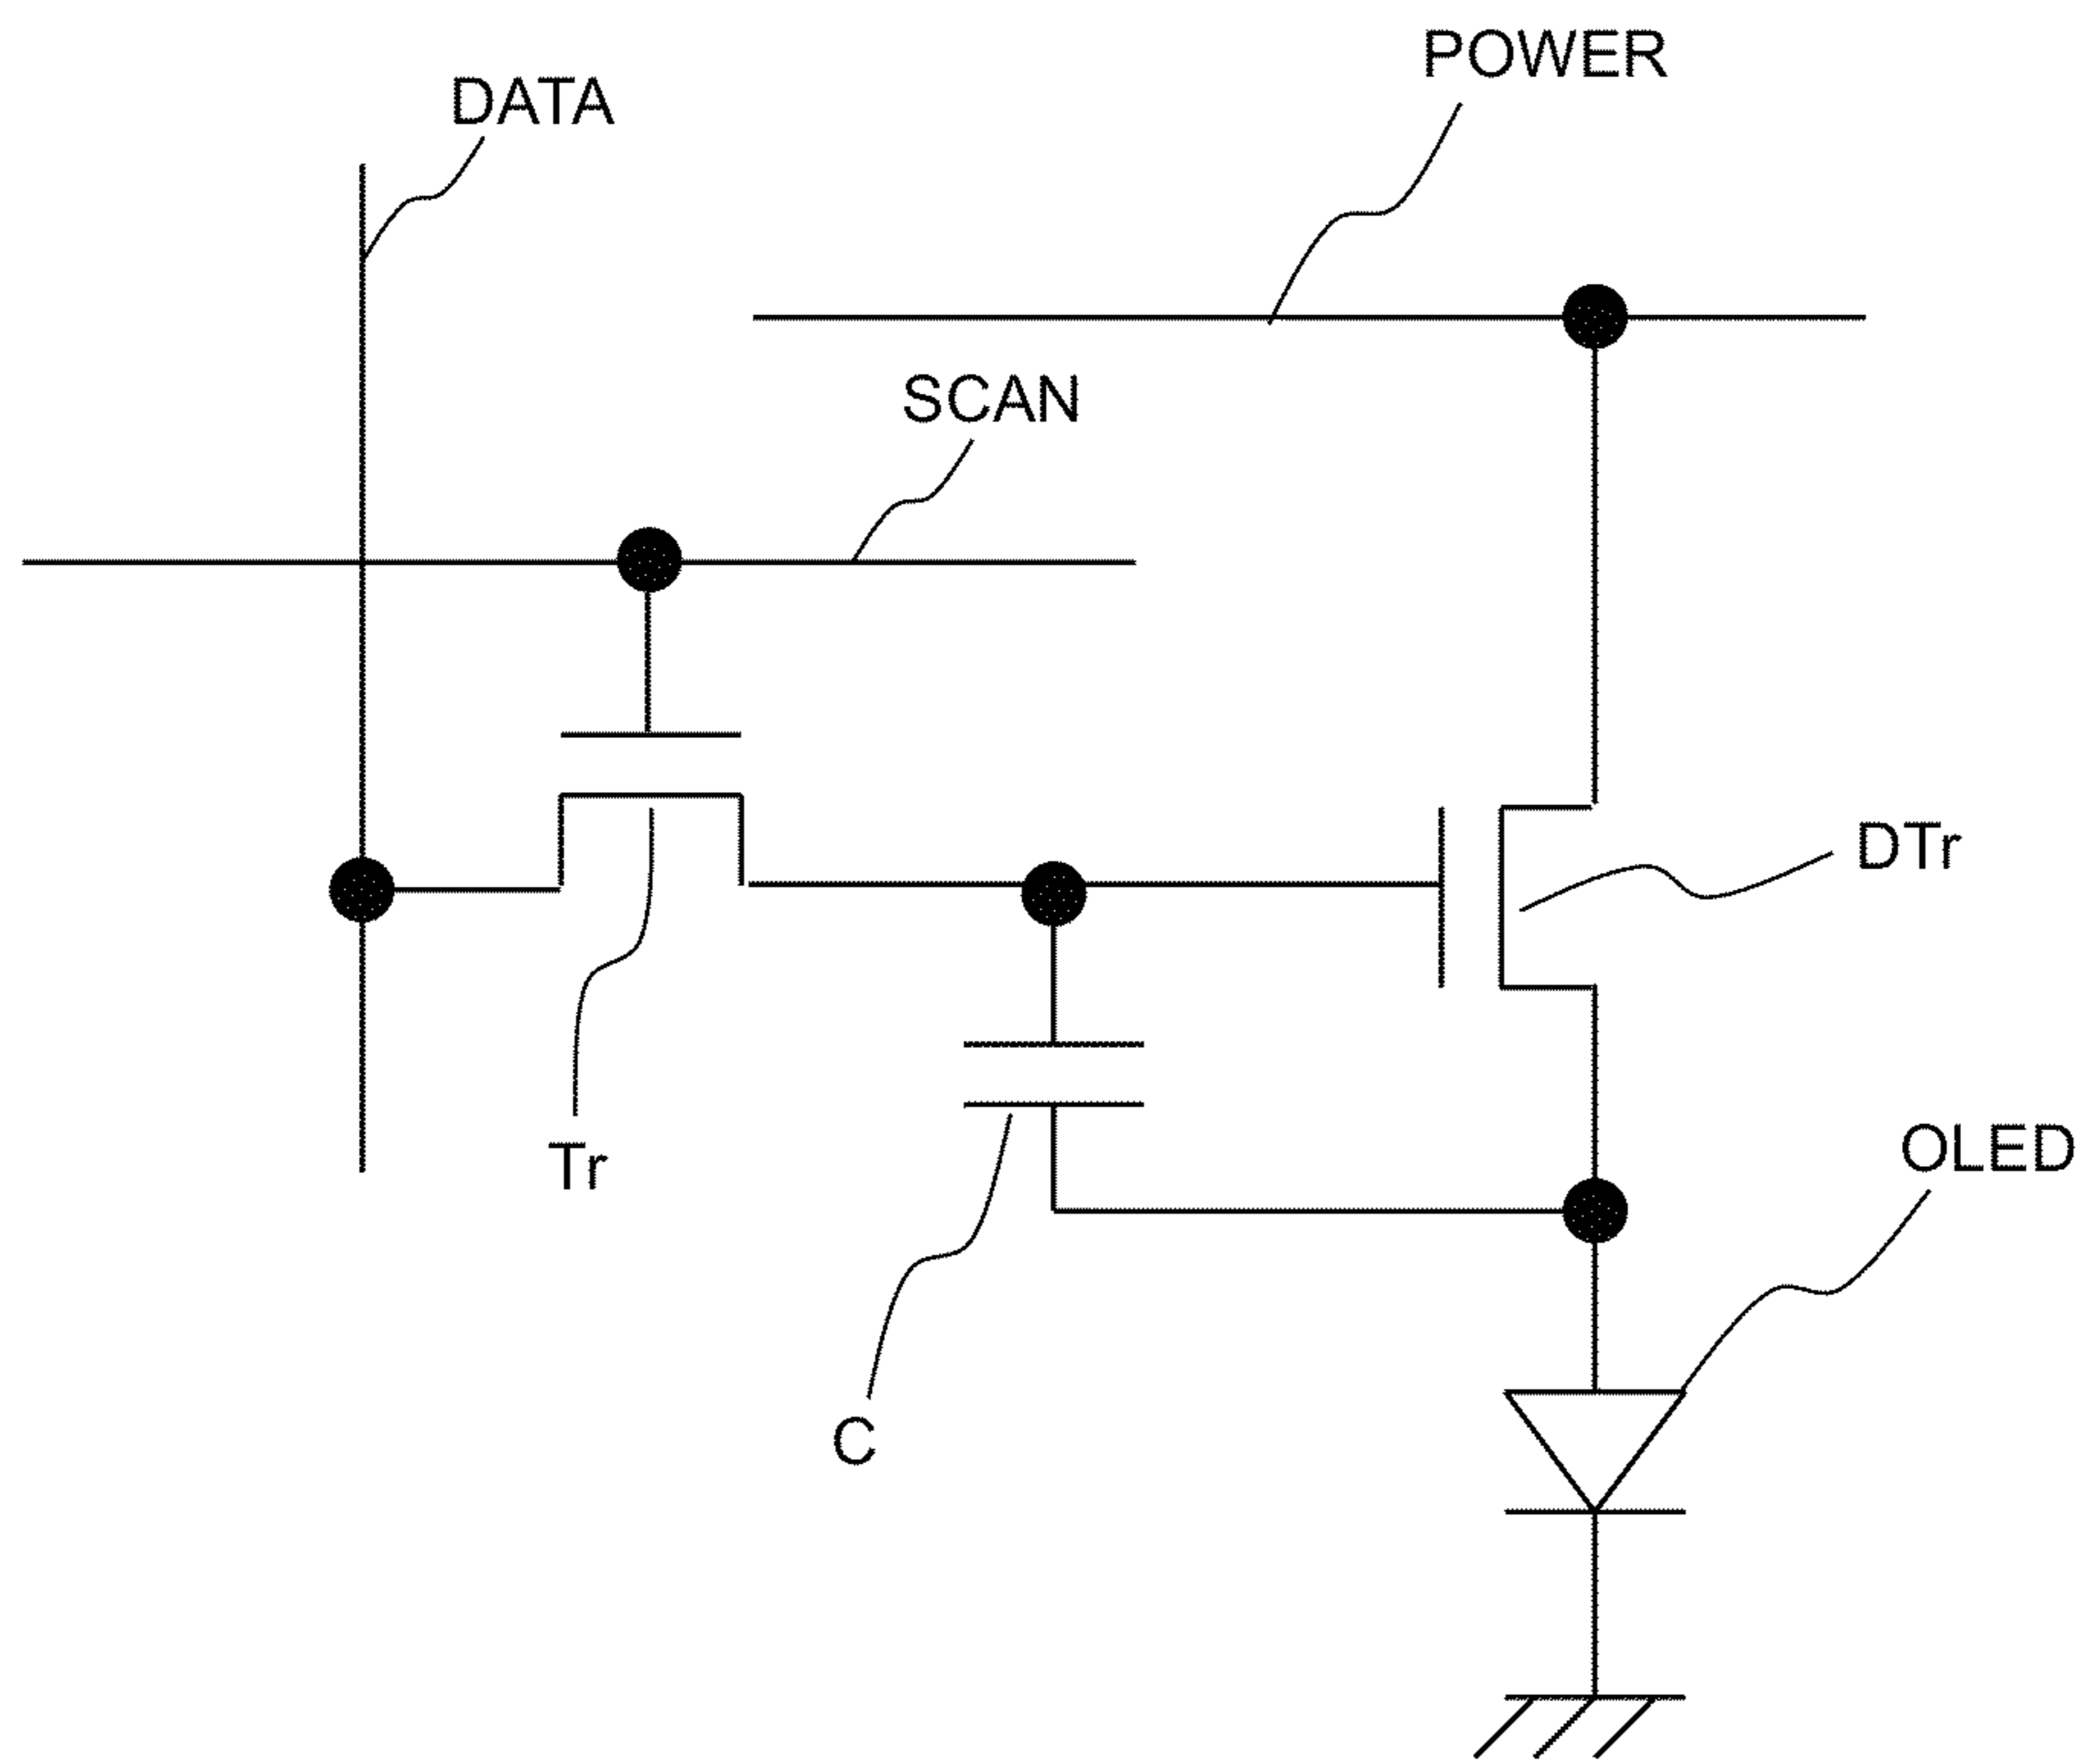 POWER
DATA
SCAN
DTr
OLED
Tr
C